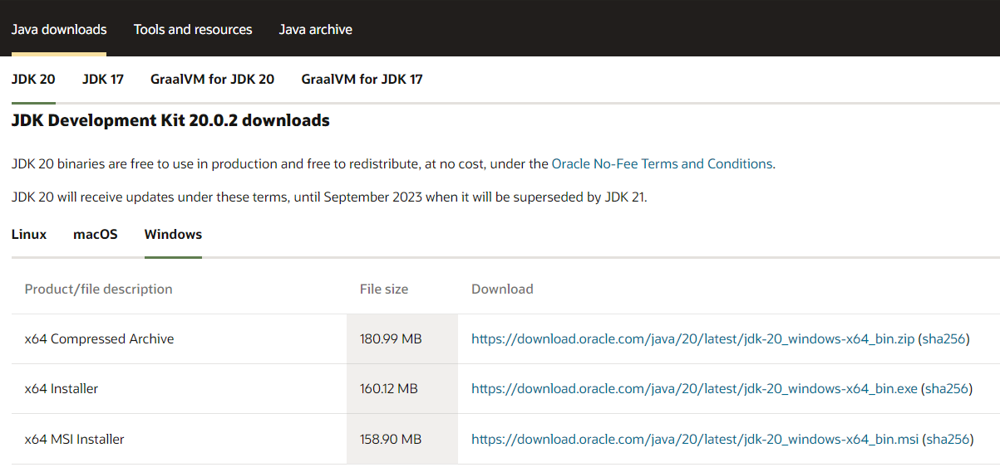 Java downloads Tools and resources Java archive
JDK 20 JDK 17 GraalVM for JDK 20 GraalVM for JDK 17
JDK Development Kit 20.0.2 downloads
JDK 20 binaries are free to use in production and free to redistribute, at no cost, under the Oracle No-Fee Terms and Conditions.
JDK 20 will receive updates under these terms, until September 2023 when it will be superseded by JDK 21.
Linux macOS Windows
Product/file description File size Download
x64 Compressed Archive 180.99 MB https://download.oracle.com/java/20/latest/jdk-20_windows-x64_bin.zip (sha256)
x64 Installer 160.12 MB https://download.oracle.com/java/20/latest/jdk-20_windows-x64_bin.exe (sha256)
x64 MSI Installer 158.90 MB https://download.oracle.com/java/20/latest/jdk-20_windows-x64_bin.msi (sha256)